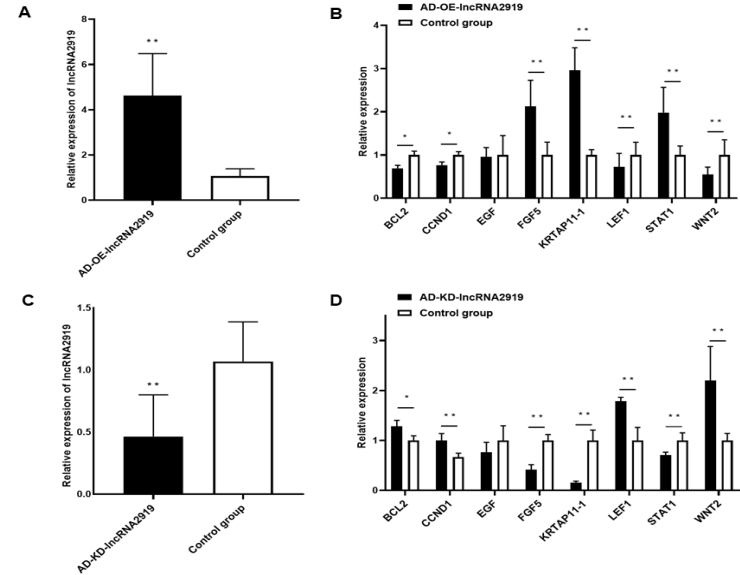 A
Relative expression of lncRNA2919
8
6
4
2
0
* *
AD-OE-lncRNA2919
Control group
B
AD-OE-lncRNA2919
Control group
Relative expression
4
3
2
1
0
* * * * * * * * * * * *
BCL2 CCND1 EGF FGF5 KRTAP11-1 LEF1 STAT1 WNT2
C
Relative expression of lncRNA2919
1.5
1.0
0.5
0.0
* *
AD-KD-lncRNA2919
Control group
D
AD-KD-lncRNA2919
Control group
Relative expression
3
2
1
0
* * * * * * * * * * * * *
BCL2 CCND1 EGF FGF5 KRTAP11-1 LEF1 STAT1 WNT2